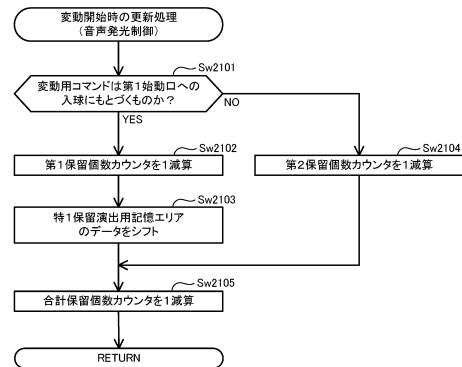 変動開始時の更新処理
(音声発光制御)
Sw2101
変動用コマンドは第1始動口への
入球にもとづくものか？
NO
YES
Sw2102
第1保留個数カウンタを1減算
Sw2104
第2保留個数カウンタを1減算
Sw2103
特1保留演出用記憶エリア
のデータをシフト
Sw2105
合計保留個数カウンタを1減算
RETURN